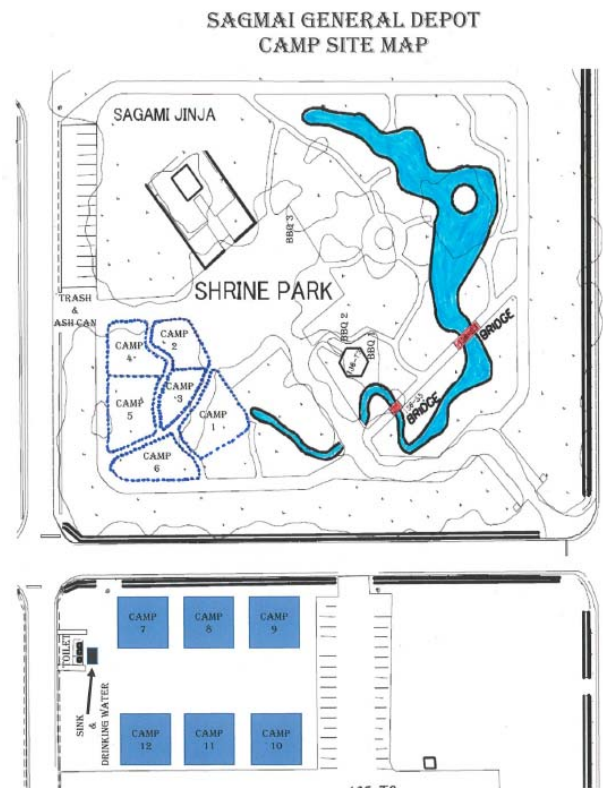 SAGMAI GENERAL DEPOT
CAMP SITE MAP
SAGAMI JINJA
BBQ 3
SHRINE PARK
TRASH
&
ASH CAN
BBQ 2
BBQ 1
BRIDGE
BRIDGE
CAMP
4
CAMP
2
CAMP
3
CAMP
5
CAMP
1
CAMP
6
CAMP
7
CAMP
8
CAMP
9
TOILET
SINK
&
DRINKING WATER
CAMP
12
CAMP
11
CAMP
10